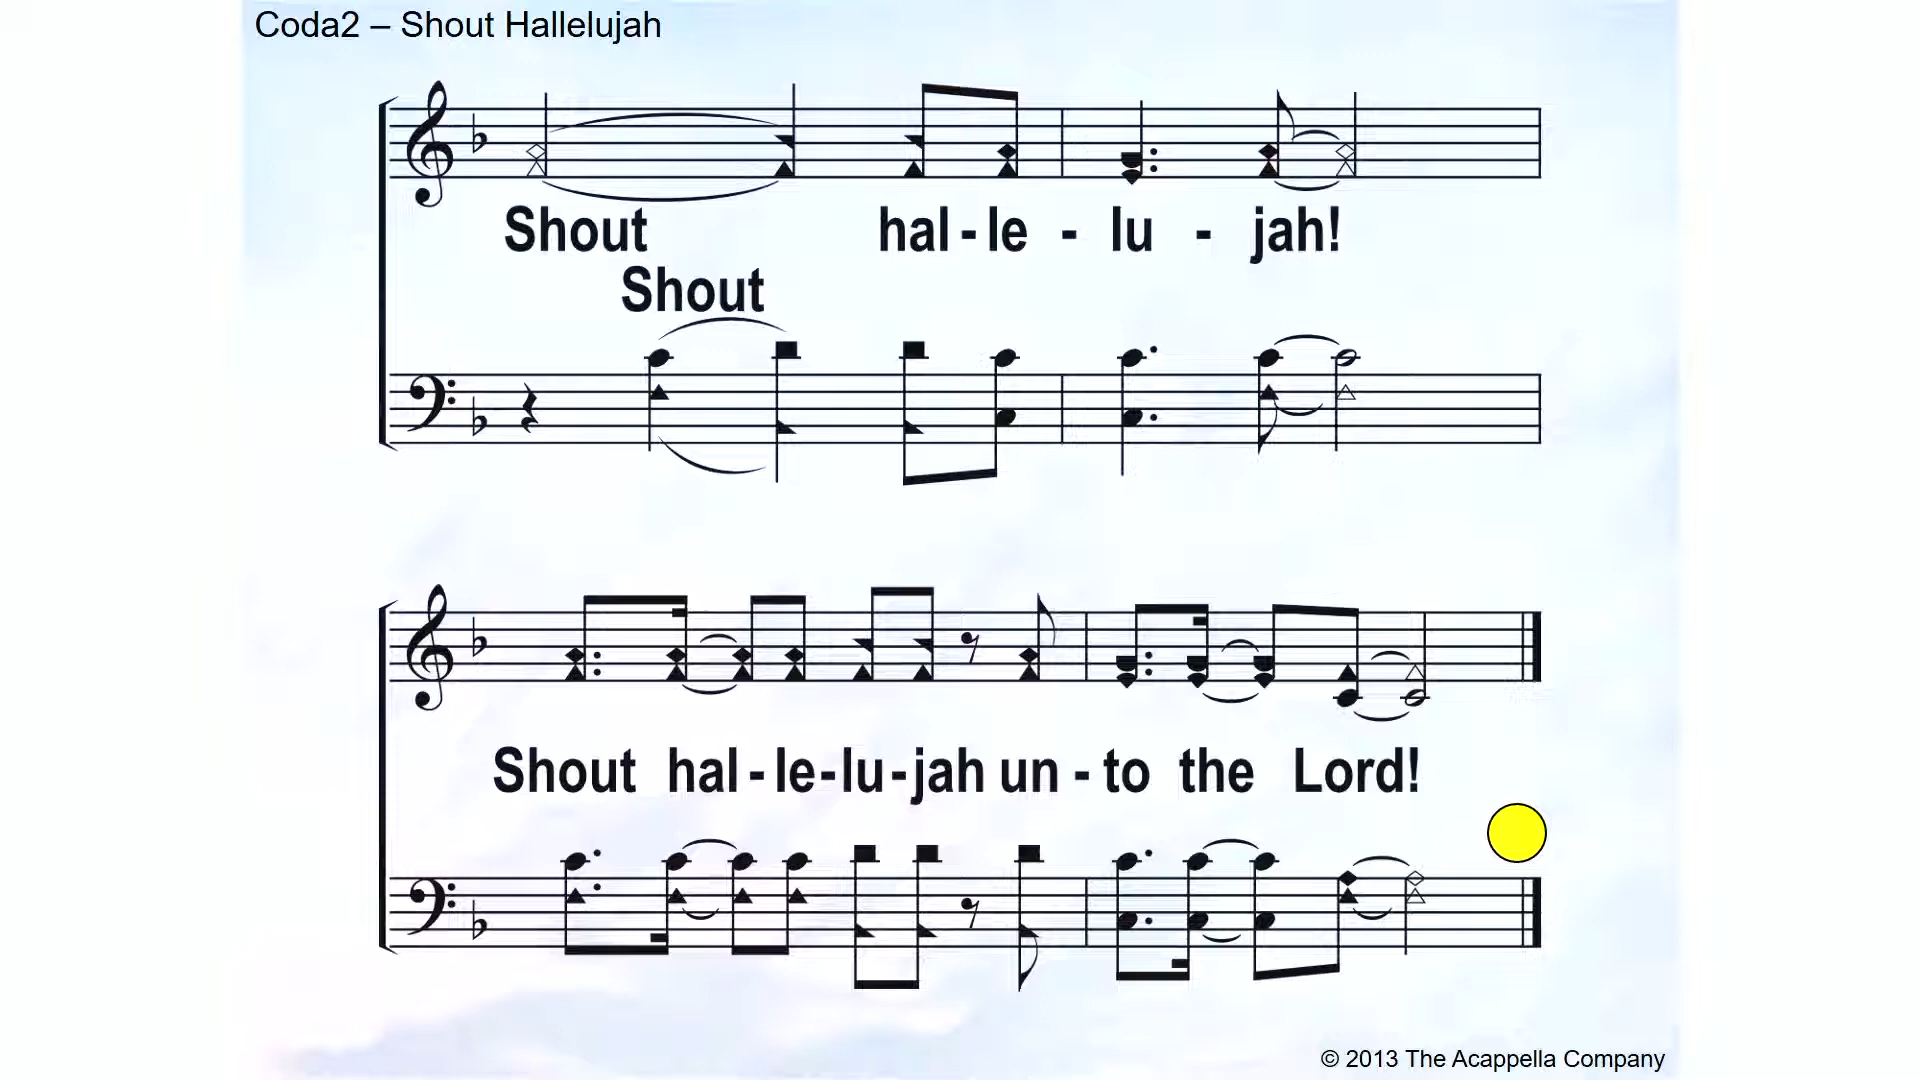 Coda2 – Shout Hallelujah
Shout hal - le - lu - jah!
Shout
Shout hal - le - lu - jah un - to the Lord!
© 2013 The Acappella Company